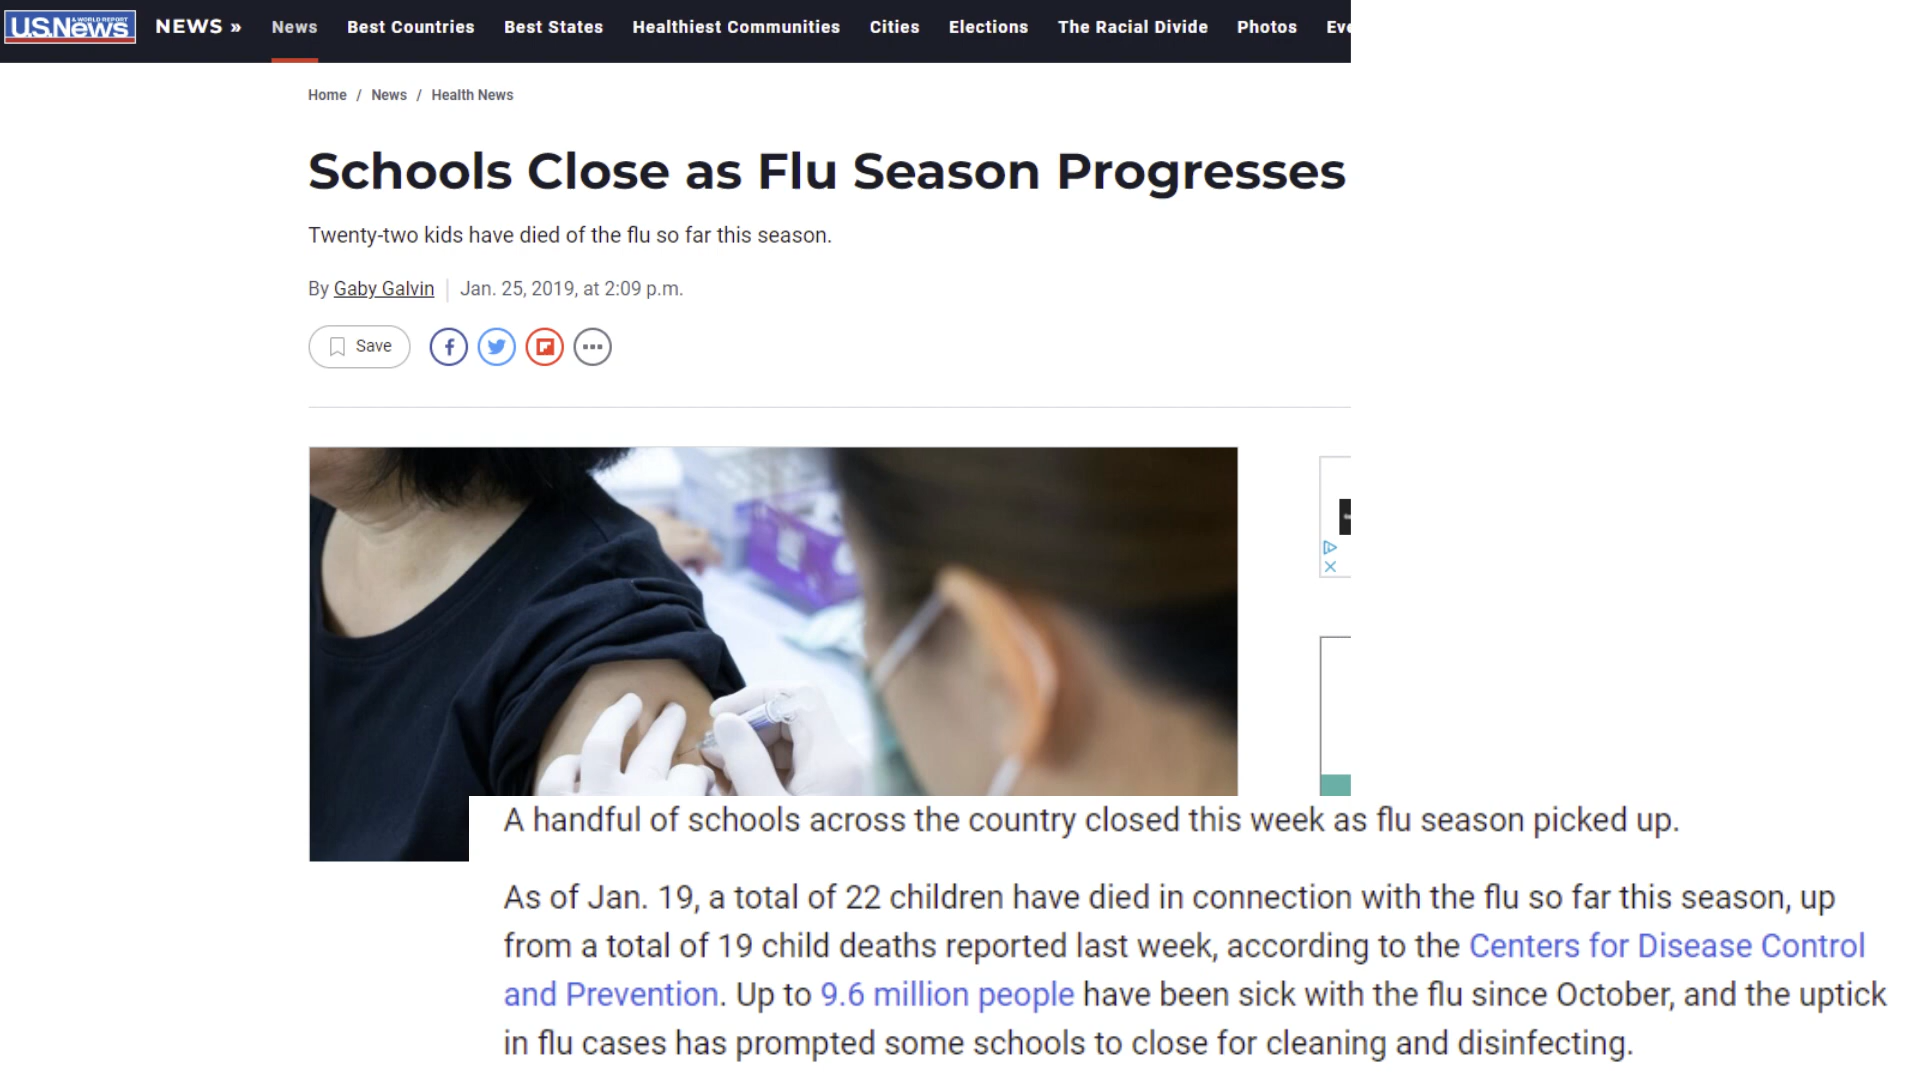 U.S.News
& WORLD REPORT
NEWS » News Best Countries Best States Healthiest Communities Cities Elections The Racial Divide Photos
Home / News / Health News
Schools Close as Flu Season Progresses
Twenty-two kids have died of the flu so far this season.
By Gaby Galvin | Jan. 25, 2019, at 2:09 p.m.
Save
A handful of schools across the country closed this week as flu season picked up.
As of Jan. 19, a total of 22 children have died in connection with the flu so far this season, up
from a total of 19 child deaths reported last week, according to the Centers for Disease Control
and Prevention. Up to 9.6 million people have been sick with the flu since October, and the uptick
in flu cases has prompted some schools to close for cleaning and disinfecting.